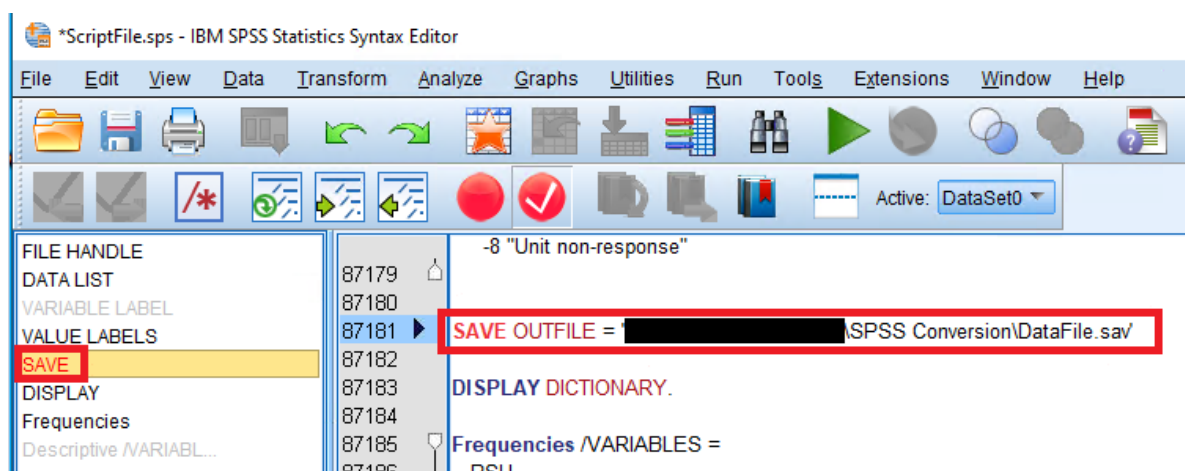 *ScriptFile.sps - IBM SPSS Statistics Syntax Editor
File Edit View Data Transform Analyze Graphs Utilities Run Tools Extensions Window Help
/*
Active: DataSet0
FILE HANDLE
DATA LIST
VARIABLE LABEL
VALUE LABELS
SAVE
DISPLAY
Frequencies
Descriptive /VARIABL...
-8 "Unit non-response"
87179
87180
87181 SAVE OUTFILE = '\SPSS Conversion\DataFile.sav'
87182
87183 DISPLAY DICTIONARY.
87184
87185 Frequencies /VARIABLES =